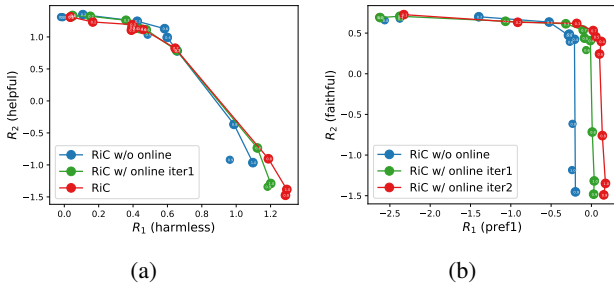 1.0
0.5
0.0
−0.5
−1.0
−1.5
R₂ (helpful)
RiC w/o online
RiC w/ online iter1
RiC
0.0 0.2 0.4 0.6 0.8 1.0 1.2
R₁ (harmless)
(a)
0.5
0.0
−0.5
−1.0
−1.5
R₂ (faithful)
RiC w/o online
RiC w/ online iter1
RiC w/ online iter2
−2.5 −2.0 −1.5 −1.0 −0.5 0.0
R₁ (pref1)
(b)